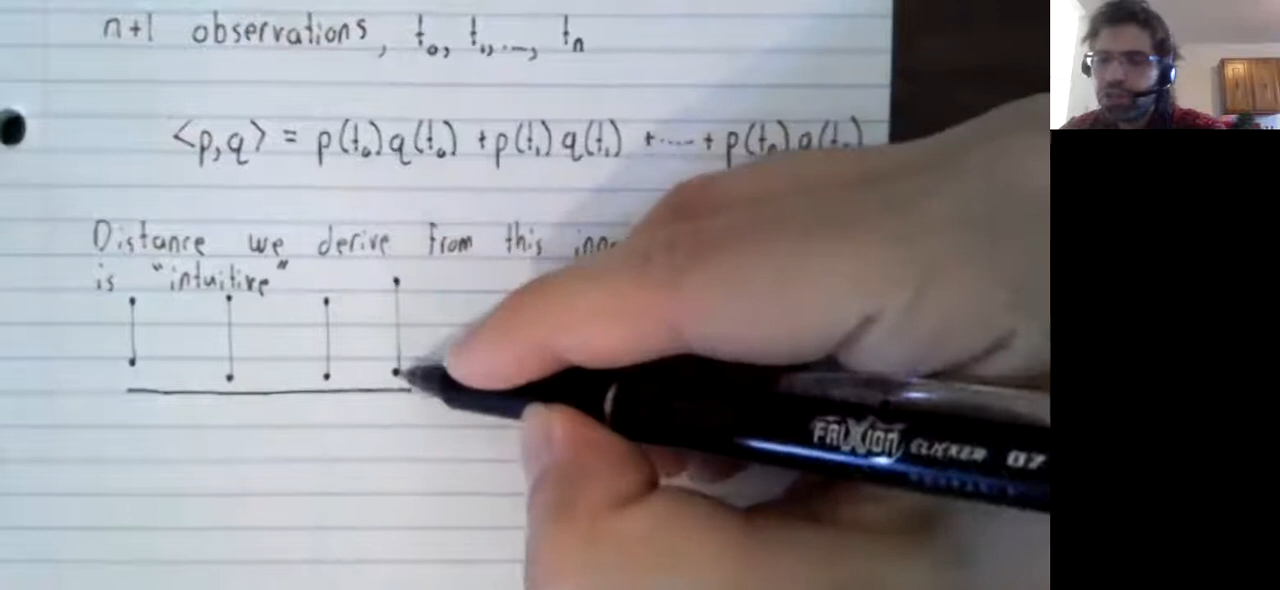 n+1 observations, t₀, t₁, ..., tₙ
<p,q> = p(t₀)q(t₀) + p(t₁)q(t₁) + ... + p(tₙ)q(tₙ)
Distance we derive from this
is "intuitive"
FRIXION CLICKER 07